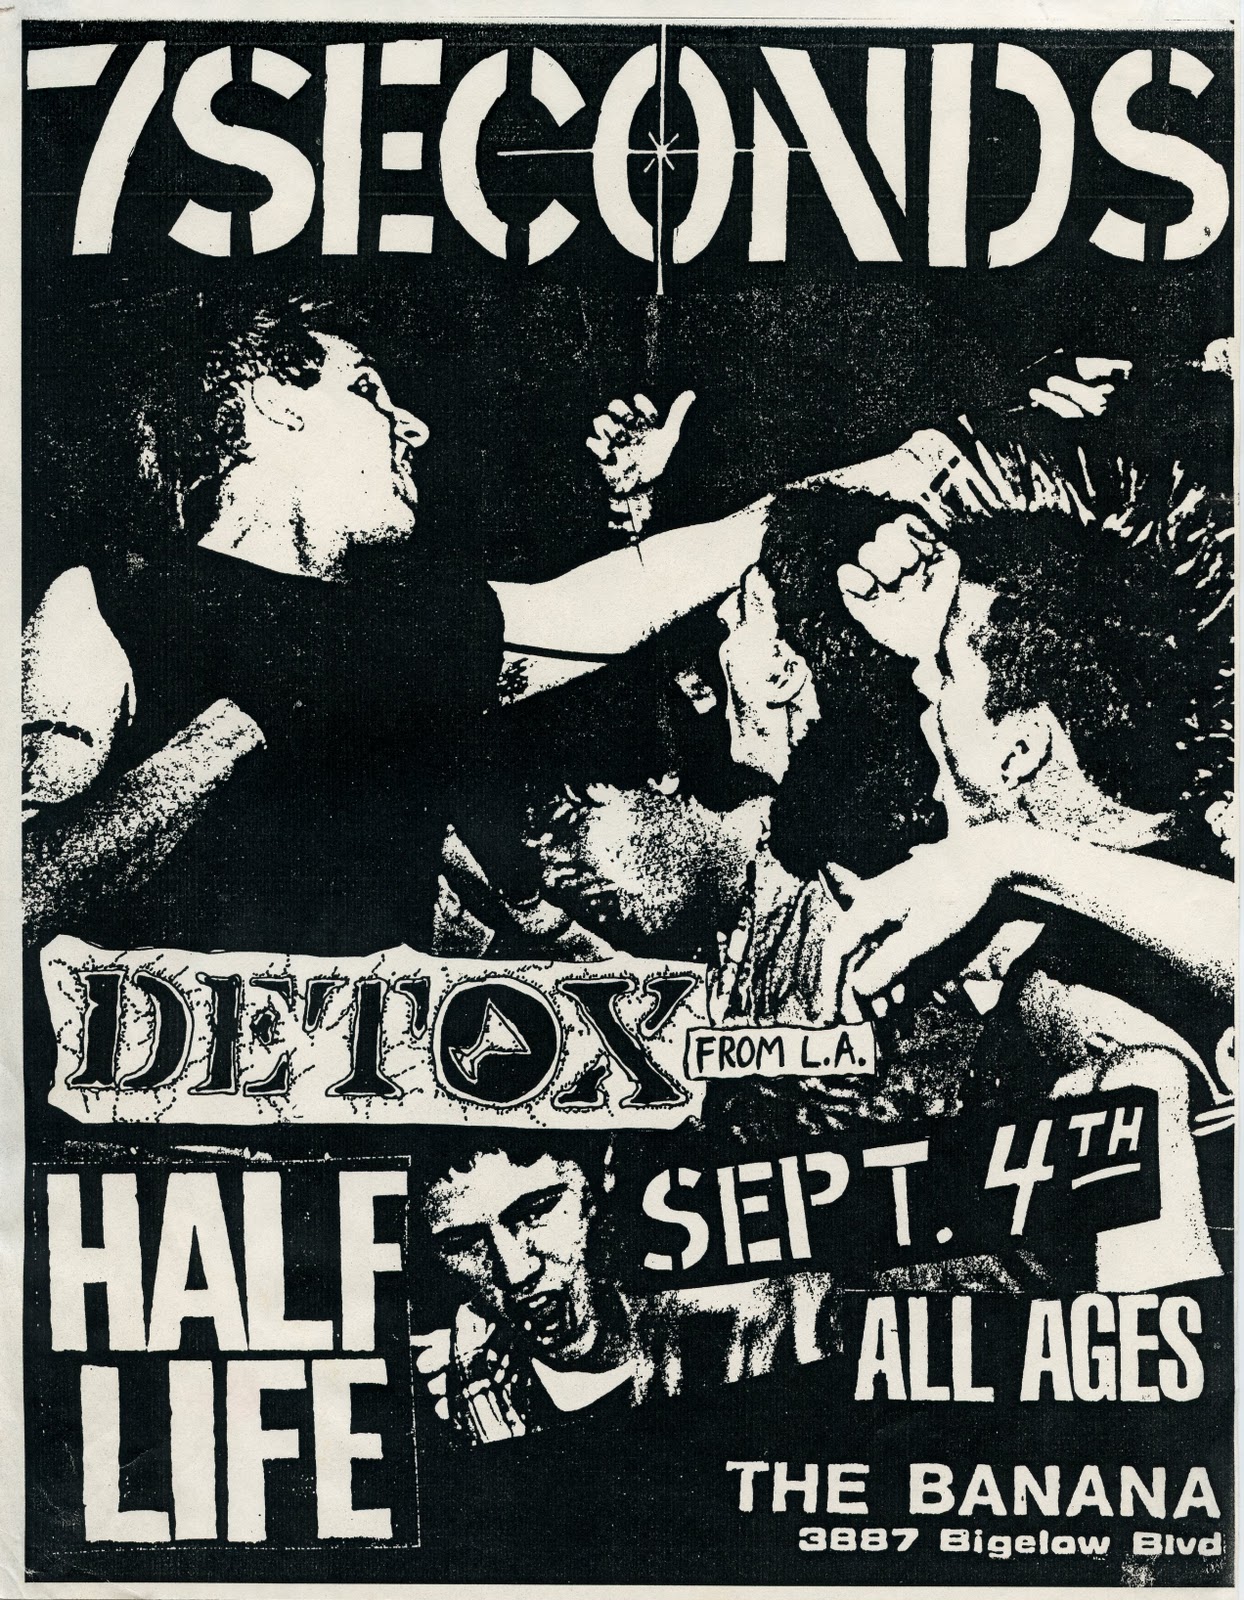 7SECONDS
DETOX
FROM L.A.
HALF
LIFE
SEPT. 4TH
ALL AGES
THE BANANA
3887 Bigelow Blvd